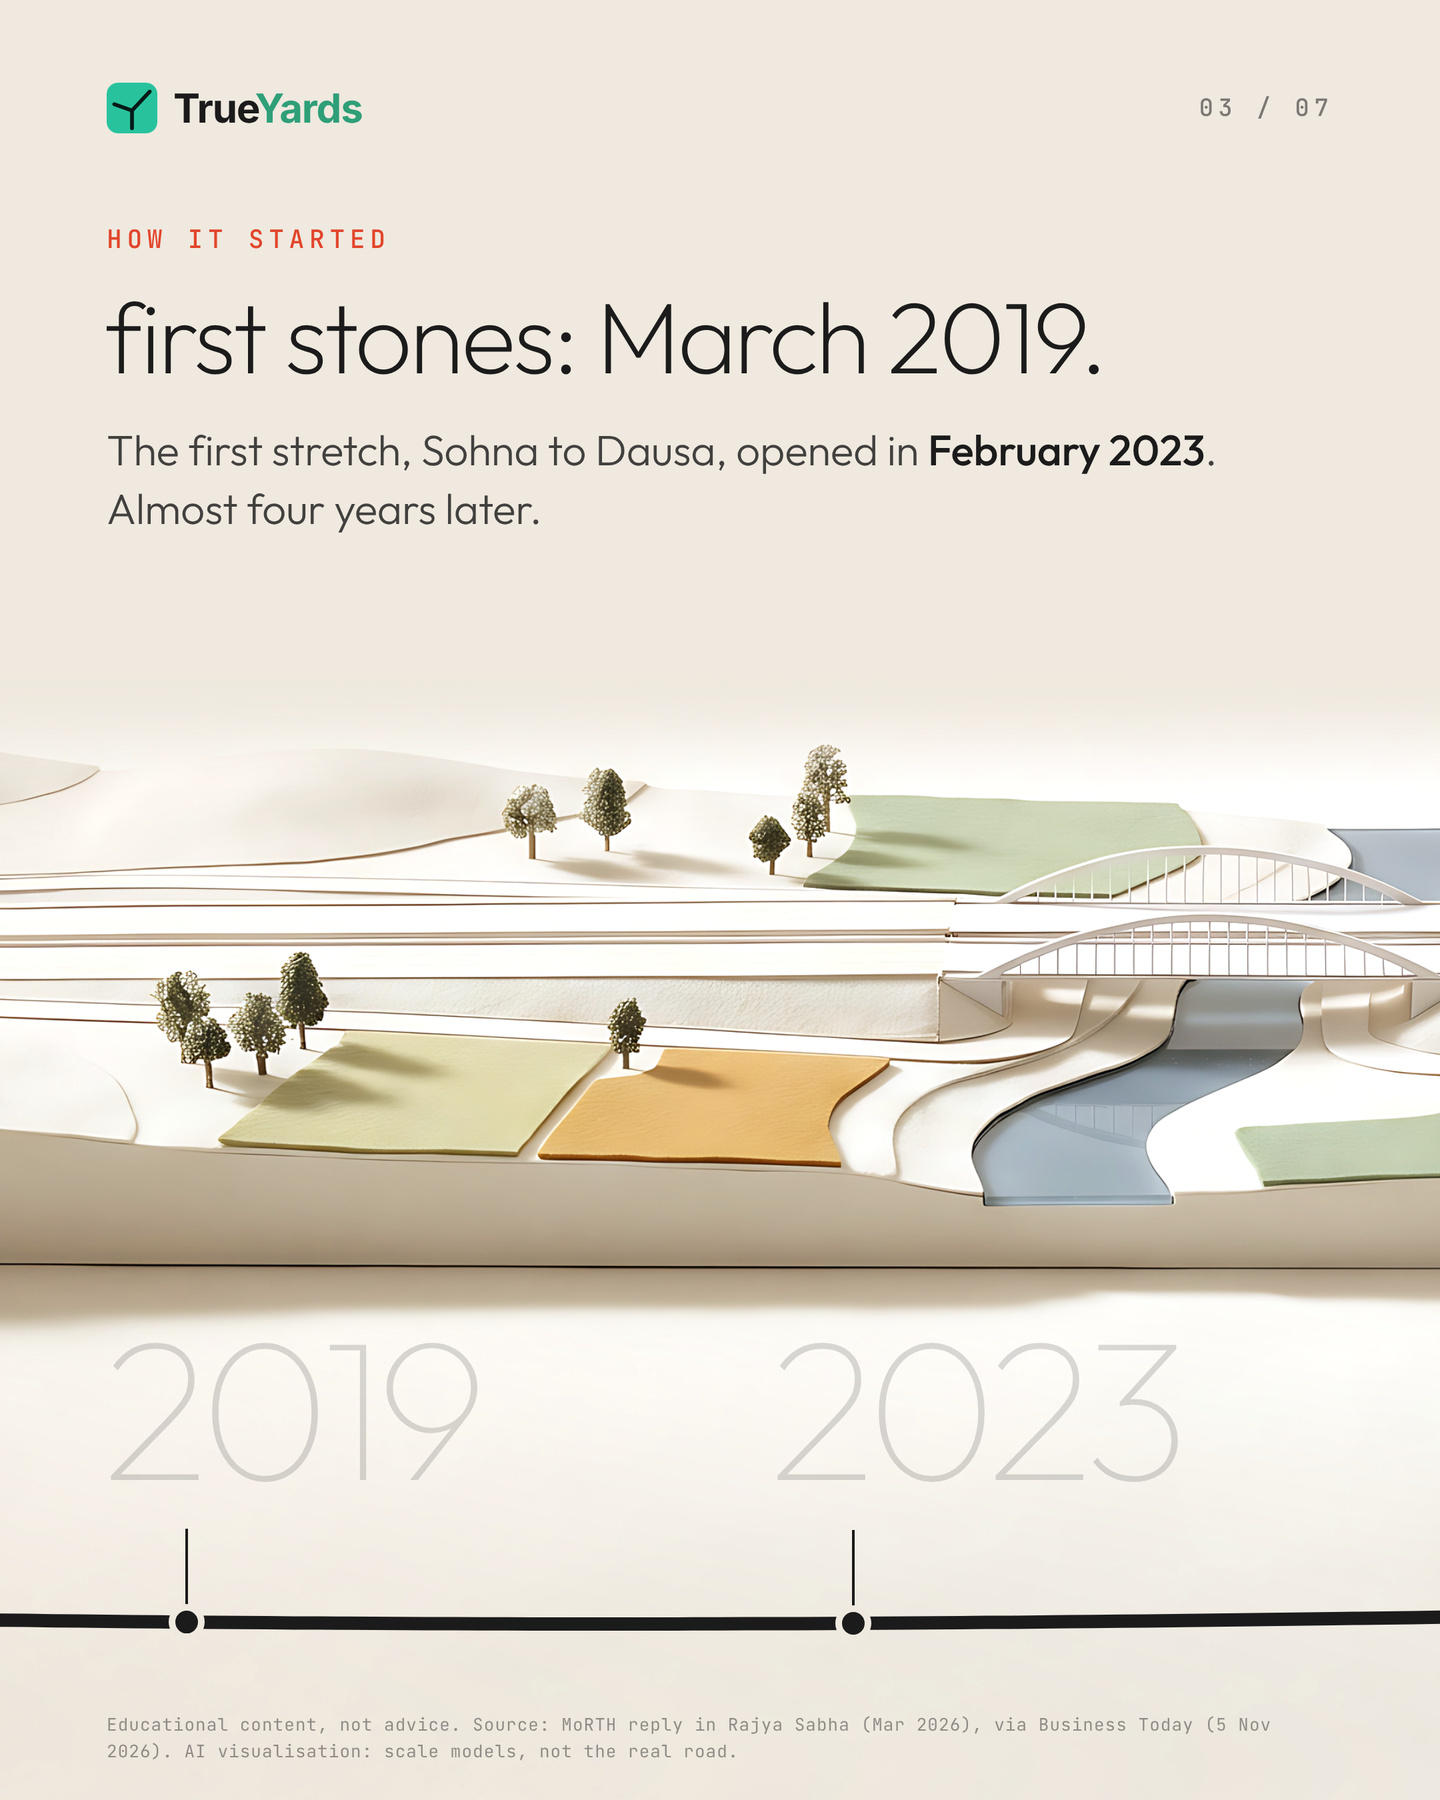 TrueYards
03 / 07
HOW IT STARTED
first stones: March 2019.
The first stretch, Sohna to Dausa, opened in February 2023.
Almost four years later.
2019
2023
Educational content, not advice. Source: MoRTH reply in Rajya Sabha (Mar 2026), via Business Today (5 Nov
2026). AI visualisation: scale models, not the real road.